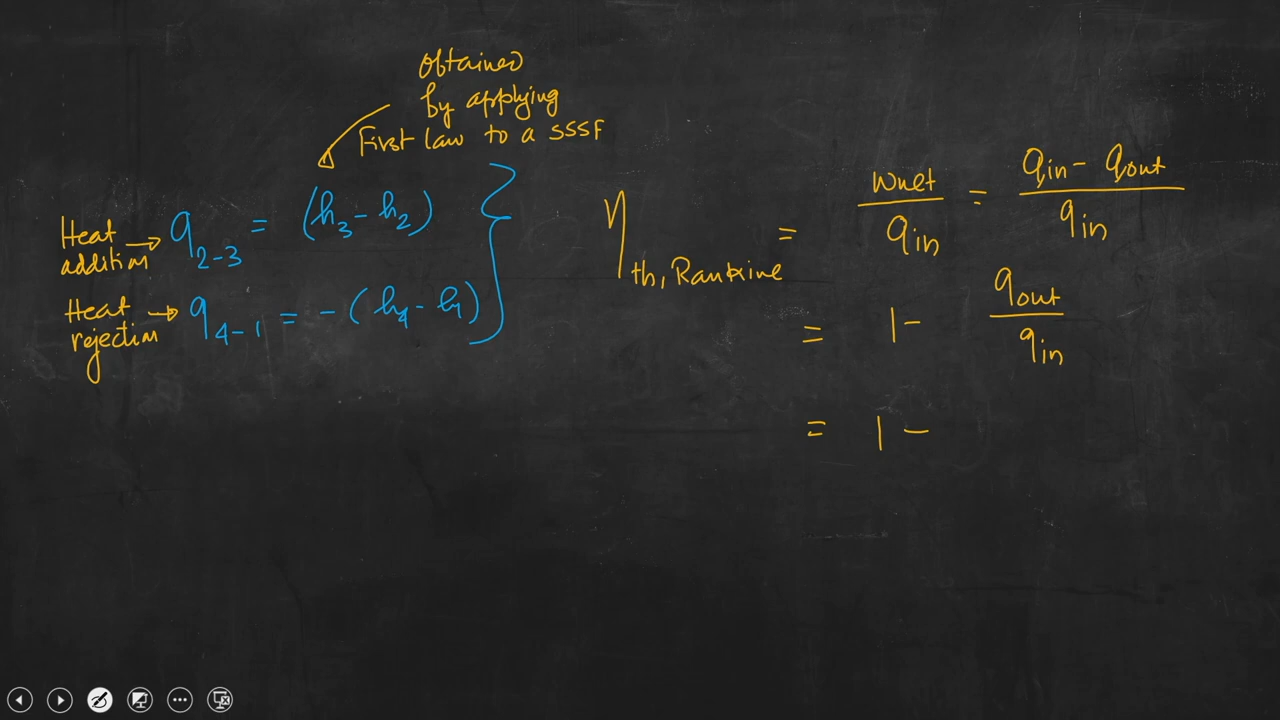 obtained
by applying
First law to a SSSF
Heat addition → q2-3 = (h3 - h2)
Heat rejection → q4-1 = - (h4 - h1)
ηth, Rankine = wnet/qin = (qin - qout)/qin
= 1 - qout/qin
= 1 -